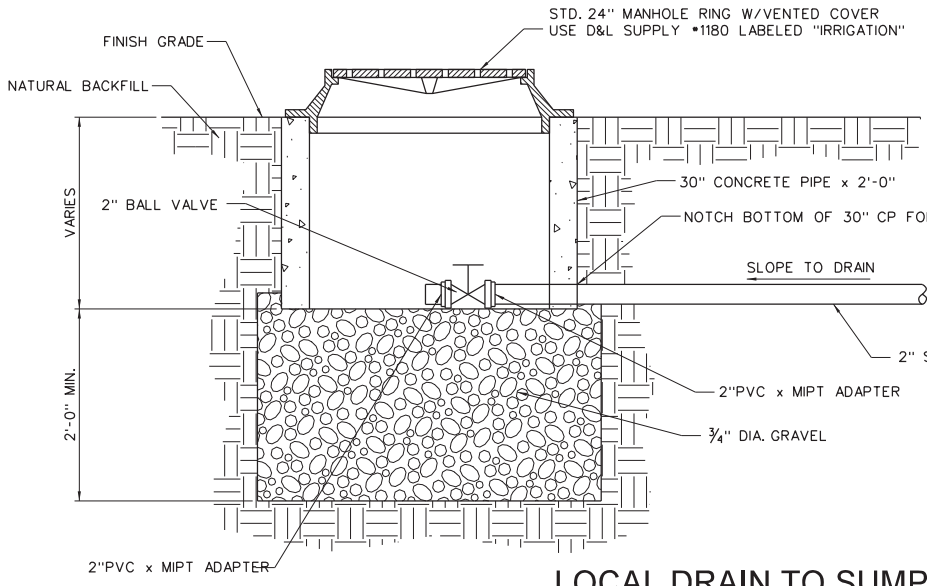 STD. 24" MANHOLE RING W/VENTED COVER
USE D&L SUPPLY *1180 LABELED "IRRIGATION"
FINISH GRADE
NATURAL BACKFILL
VARIES
2" BALL VALVE
30" CONCRETE PIPE x 2'-0"
NOTCH BOTTOM OF 30" CP
SLOPE TO DRAIN
2"
2'-0" MIN.
2"PVC x MIPT ADAPTER
¾" DIA. GRAVEL
2"PVC x MIPT ADAPTER
LOCAL DRAIN TO SUMP